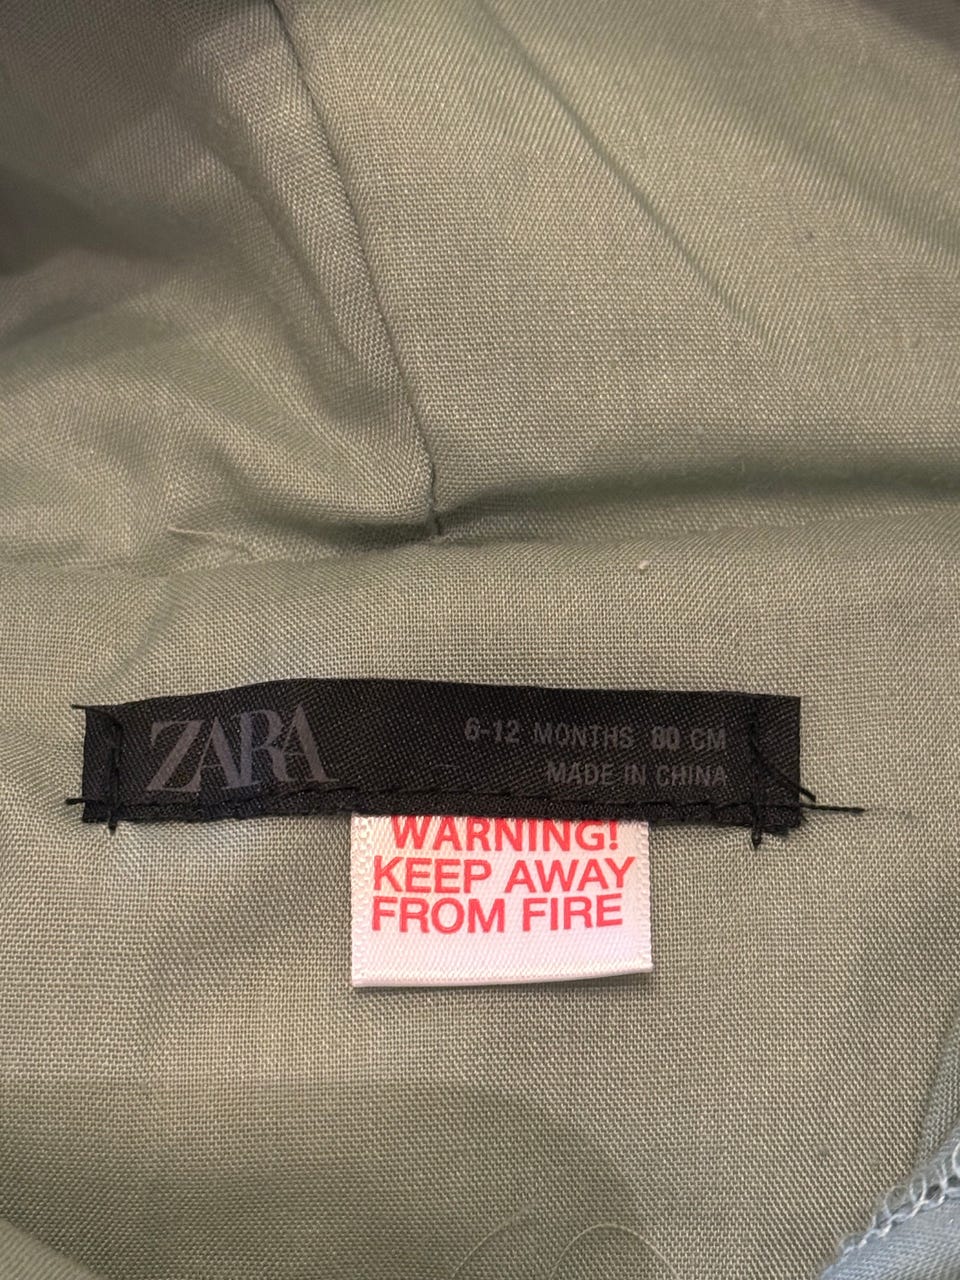 ZARA
6-12 MONTHS 80 CM
MADE IN CHINA
WARNING!
KEEP AWAY
FROM FIRE